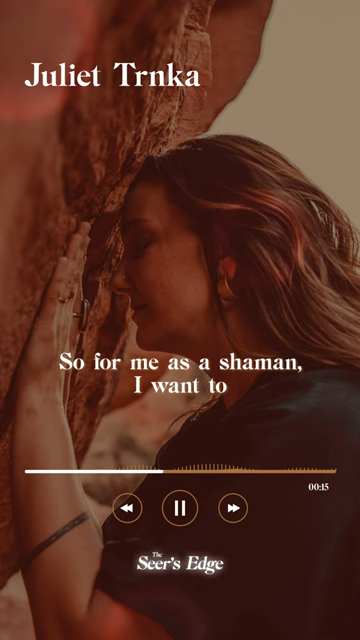 Juliet Trnka
So for me as a shaman,
I want to
00:15
The
Seer's Edge